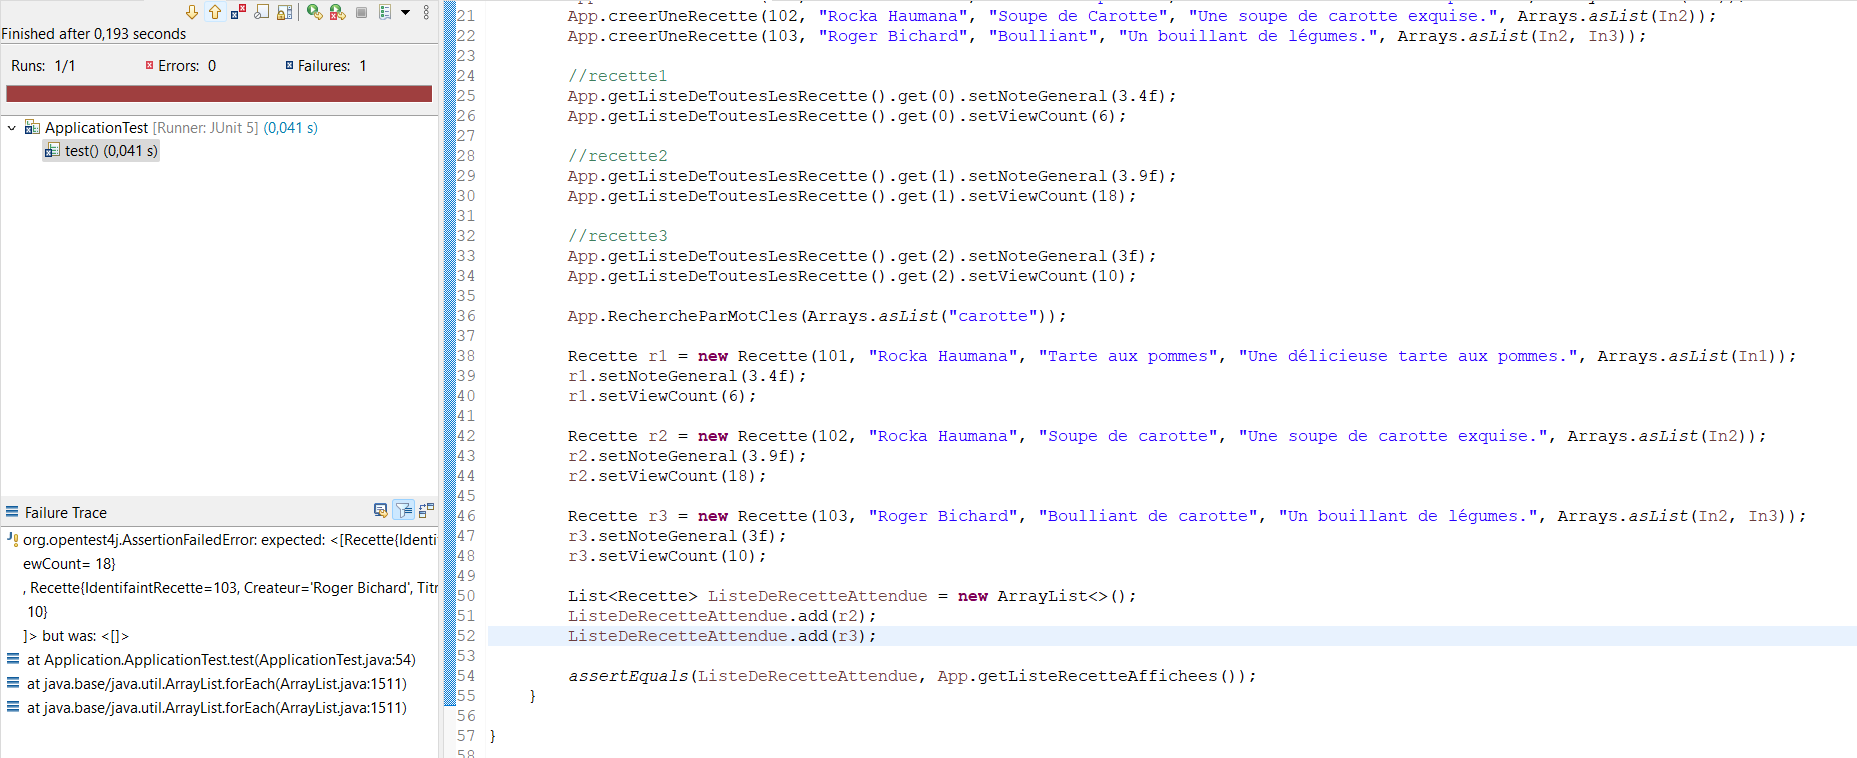 Finished after 0,193 seconds
Runs: 1/1 Errors: 0 Failures: 1
ApplicationTest [Runner: JUnit 5] (0,041 s)
test() (0,041 s)
Failure Trace
org.opentest4j.AssertionFailedError: expected: <[Recette{Identif
ewCount= 18}
, Recette{IdentifaintRecette=103, Createur='Roger Bichard', Titr
10}
]> but was: <[]>
at Application.ApplicationTest.test(ApplicationTest.java:54)
at java.base/java.util.ArrayList.forEach(ArrayList.java:1511)
at java.base/java.util.ArrayList.forEach(ArrayList.java:1511)
21 App.creerUneRecette(102, "Rocka Haumana", "Soupe de Carotte", "Une soupe de carotte exquise.", Arrays.asList(In2));
22 App.creerUneRecette(103, "Roger Bichard", "Boulliant", "Un bouillant de légumes.", Arrays.asList(In2, In3));
23
24 //recette1
25 App.getListeDeToutesLesRecette().get(0).setNoteGeneral(3.4f);
26 App.getListeDeToutesLesRecette().get(0).setViewCount(6);
27
28 //recette2
29 App.getListeDeToutesLesRecette().get(1).setNoteGeneral(3.9f);
30 App.getListeDeToutesLesRecette().get(1).setViewCount(18);
31
32 //recette3
33 App.getListeDeToutesLesRecette().get(2).setNoteGeneral(3f);
34 App.getListeDeToutesLesRecette().get(2).setViewCount(10);
35
36 App.RechercheParMotCles(Arrays.asList("carotte"));
37
38 Recette r1 = new Recette(101, "Rocka Haumana", "Tarte aux pommes", "Une délicieuse tarte aux pommes.", Arrays.asList(In1));
39 r1.setNoteGeneral(3.4f);
40 r1.setViewCount(6);
41
42 Recette r2 = new Recette(102, "Rocka Haumana", "Soupe de carotte", "Une soupe de carotte exquise.", Arrays.asList(In2));
43 r2.setNoteGeneral(3.9f);
44 r2.setViewCount(18);
45
46 Recette r3 = new Recette(103, "Roger Bichard", "Boulliant de carotte", "Un bouillant de légumes.", Arrays.asList(In2, In3));
47 r3.setNoteGeneral(3f);
48 r3.setViewCount(10);
49
50 List<Recette> ListeDeRecetteAttendue = new ArrayList<>();
51 ListeDeRecetteAttendue.add(r2);
52 ListeDeRecetteAttendue.add(r3);
53
54 assertEquals(ListeDeRecetteAttendue, App.getListeRecetteAffichees());
55 }
56
57 }
58